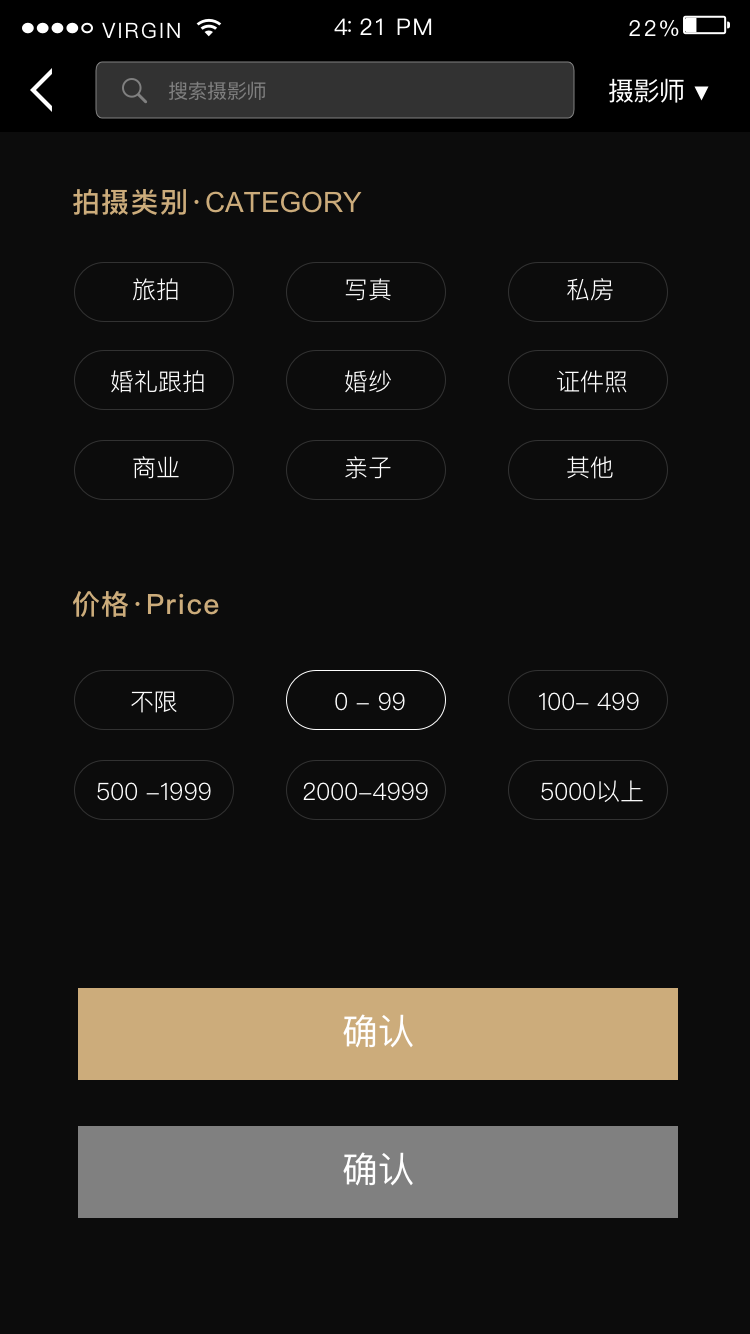 VIRGIN 4: 21 PM 22%
搜索摄影师 摄影师 ▼
拍摄类别·CATEGORY
旅拍 写真 私房
婚礼跟拍 婚纱 证件照
商业 亲子 其他
价格·Price
不限 0 – 99 100– 499
500 –1999 2000–4999 5000以上
确认
确认